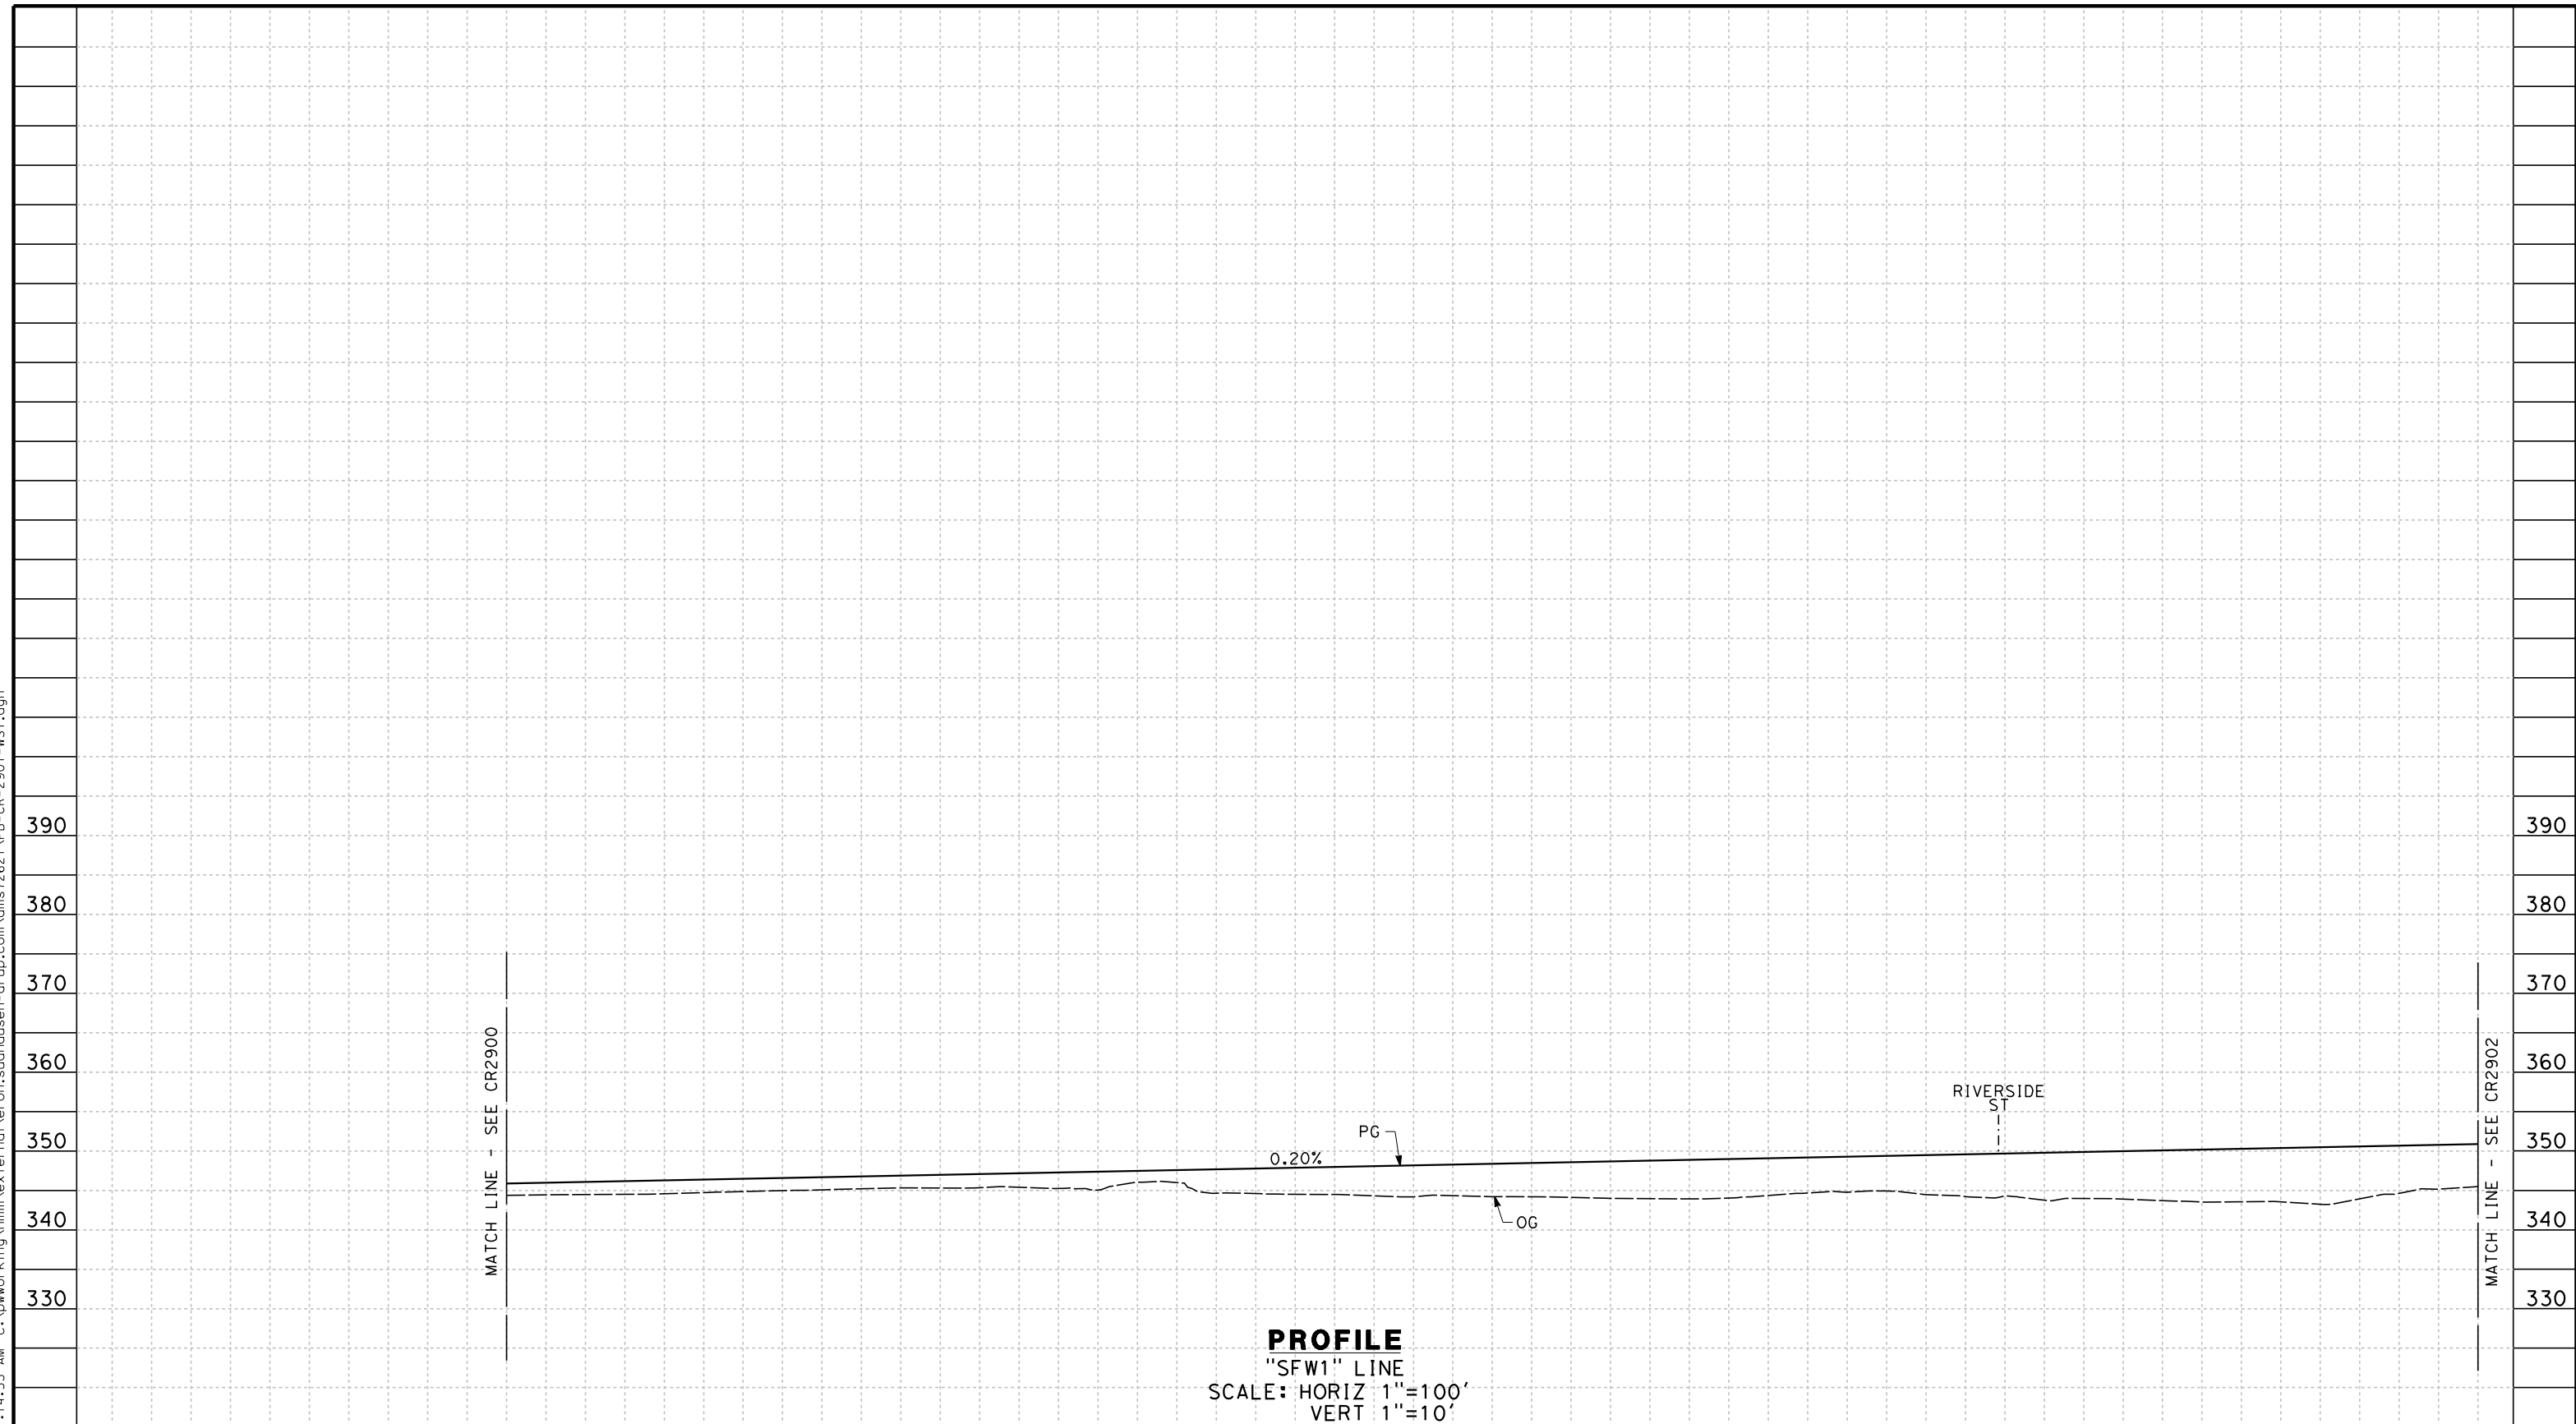 390
390
380
380
370
370
MATCH LINE - SEE CR2900
MATCH LINE - SEE CR2902
360
360
RIVERSIDE
ST
350
350
PG
0.20%
340
340
OG
330
330
PROFILE
"SFW1" LINE
SCALE: HORIZ 1"=100'
VERT 1"=10'